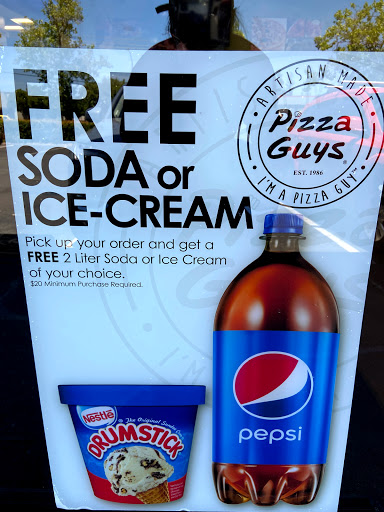 FREE
SODA or
ICE-CREAM
Pick up your order and get a
FREE 2 Liter Soda or Ice Cream
of your choice.
$20 Minimum Purchase Required.
ARTISAN MADE
Pizza
Guys
EST. 1986
I'M A PIZZA GUY
Nestlé
The Original Sundae Cone
DRUMSTICK
pepsi